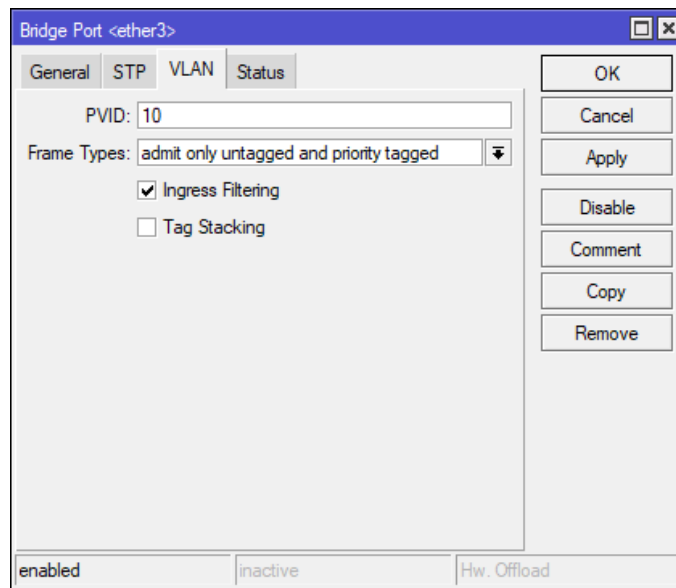 Bridge Port <ether3>
General STP VLAN Status
PVID: 10
Frame Types: admit only untagged and priority tagged
Ingress Filtering
Tag Stacking
OK
Cancel
Apply
Disable
Comment
Copy
Remove
enabled inactive Hw. Offload